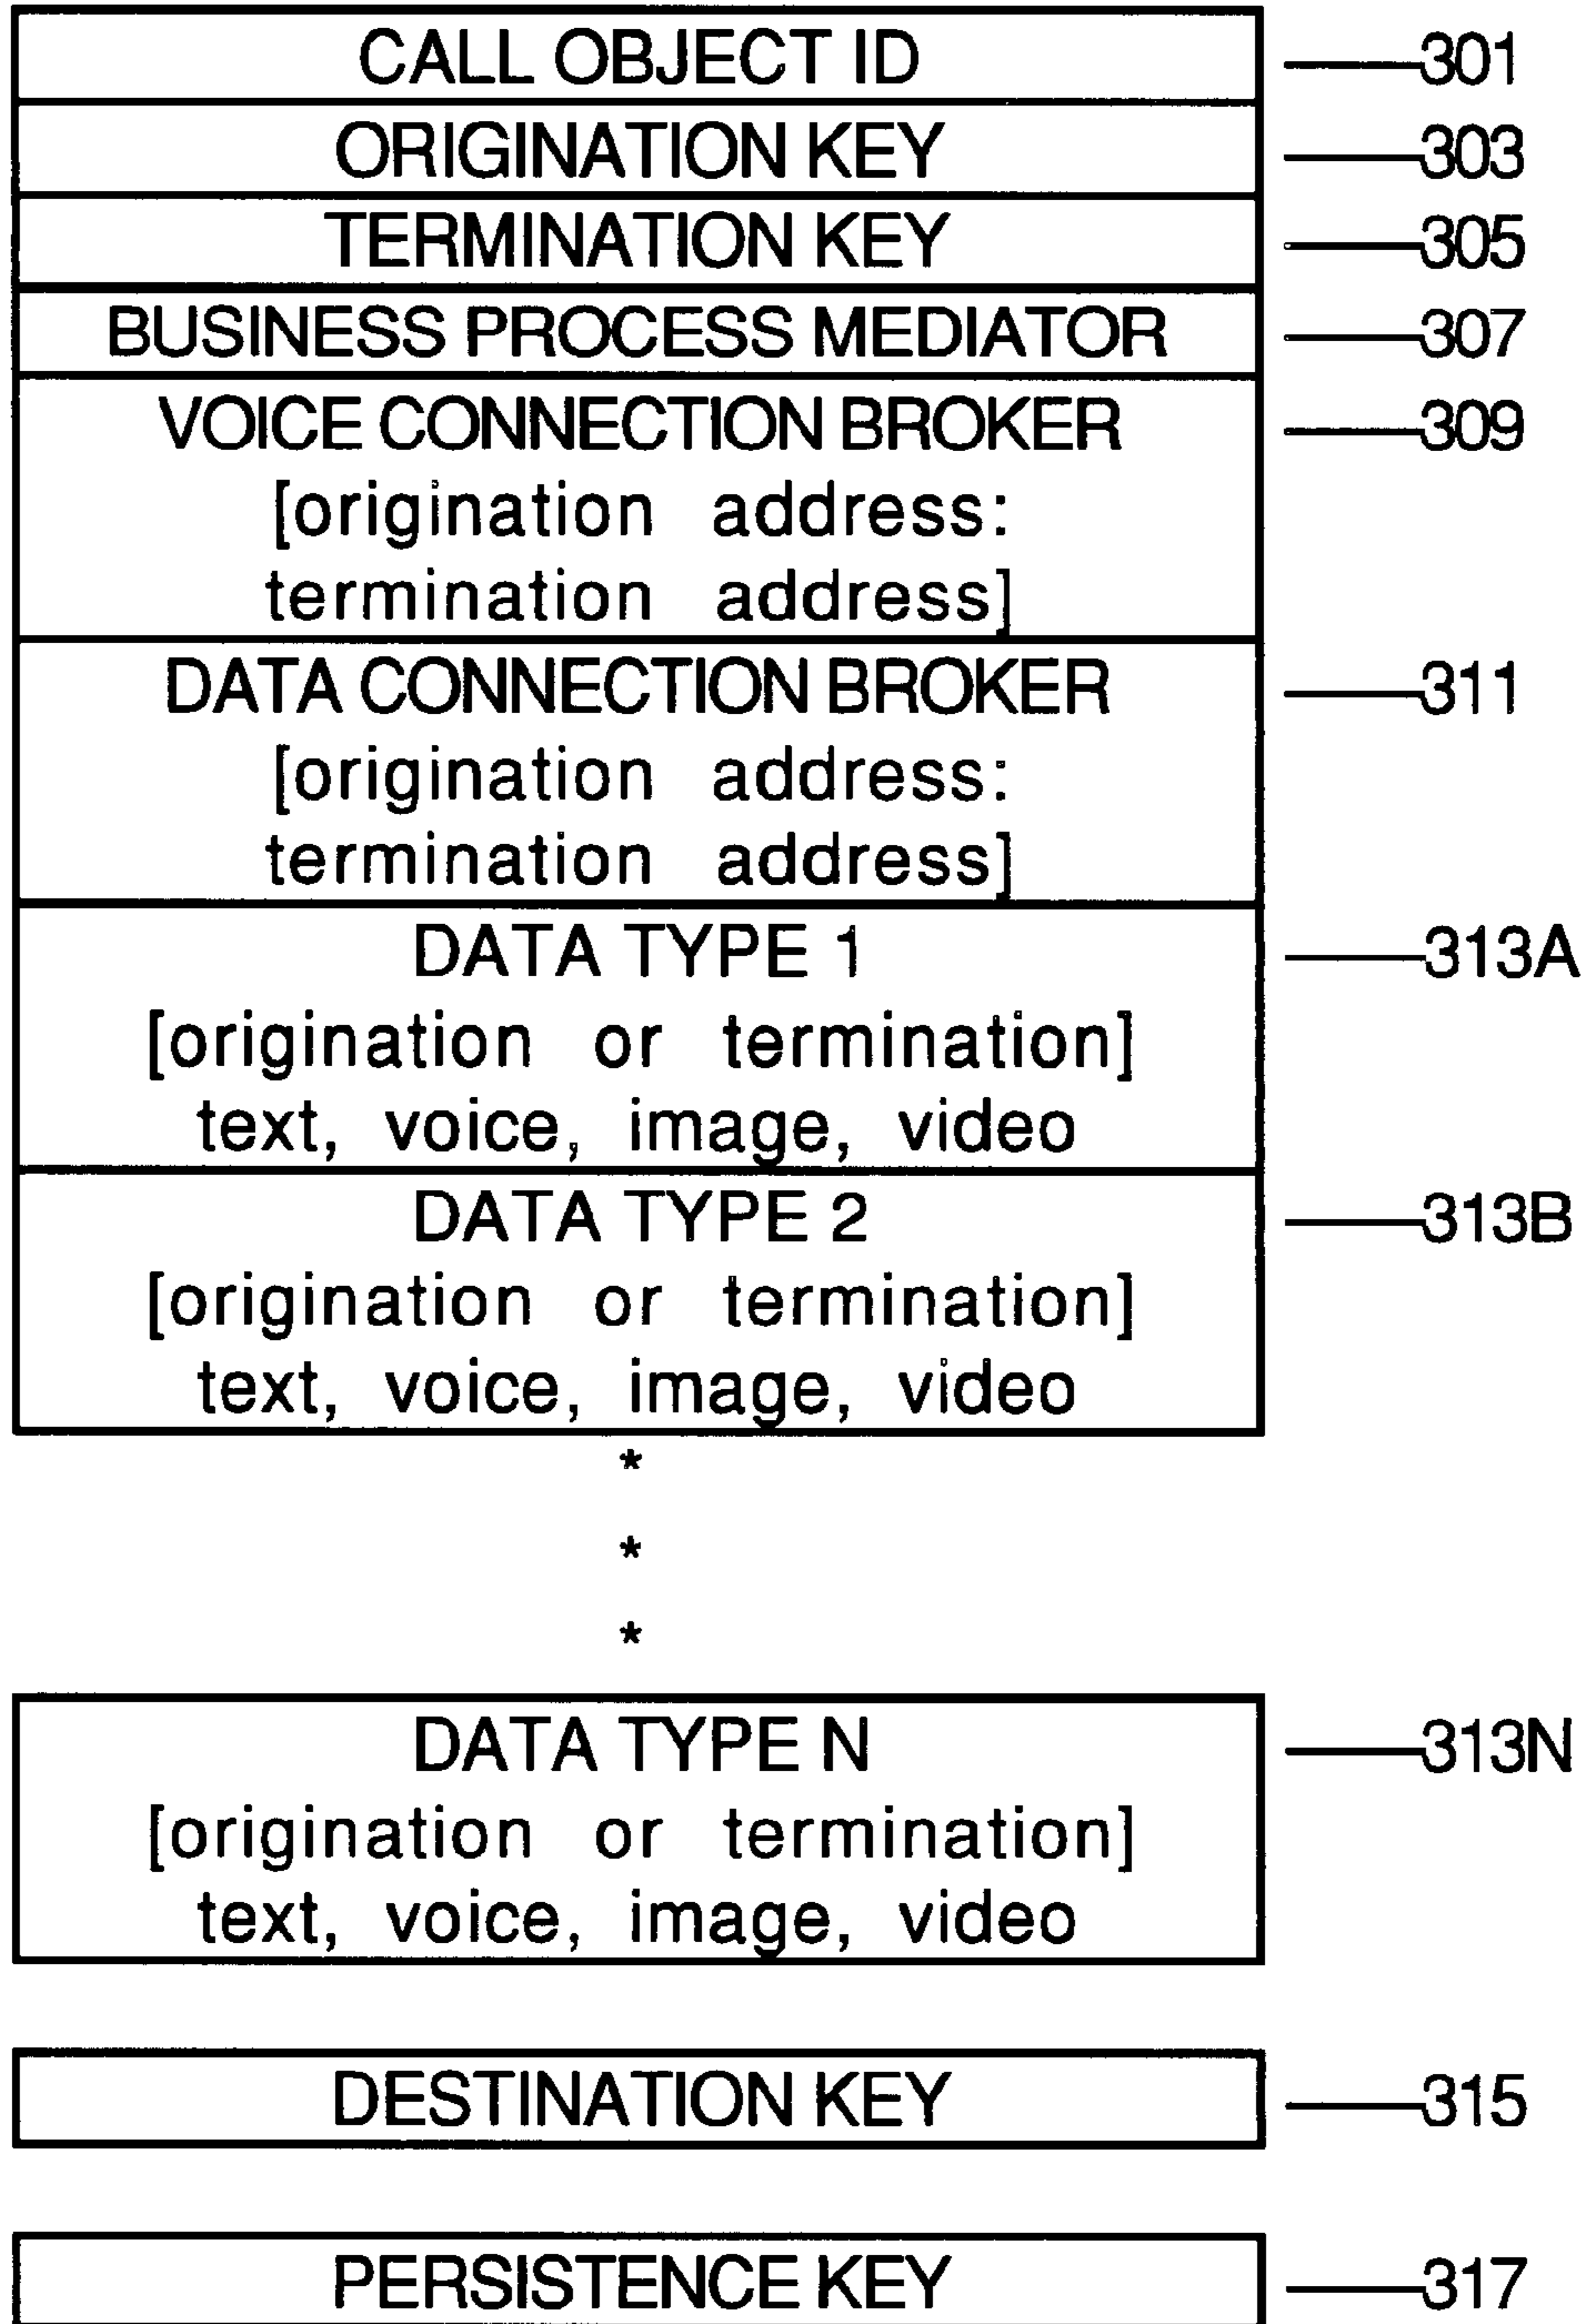 CALL OBJECT ID 301
ORIGINATION KEY 303
TERMINATION KEY 305
BUSINESS PROCESS MEDIATOR 307
VOICE CONNECTION BROKER 309
[origination address:
termination address]
DATA CONNECTION BROKER 311
[origination address:
termination address]
DATA TYPE 1 313A
[origination or termination]
text, voice, image, video
DATA TYPE 2 313B
[origination or termination]
text, voice, image, video
*
*
*
DATA TYPE N 313N
[origination or termination]
text, voice, image, video
DESTINATION KEY 315
PERSISTENCE KEY 317